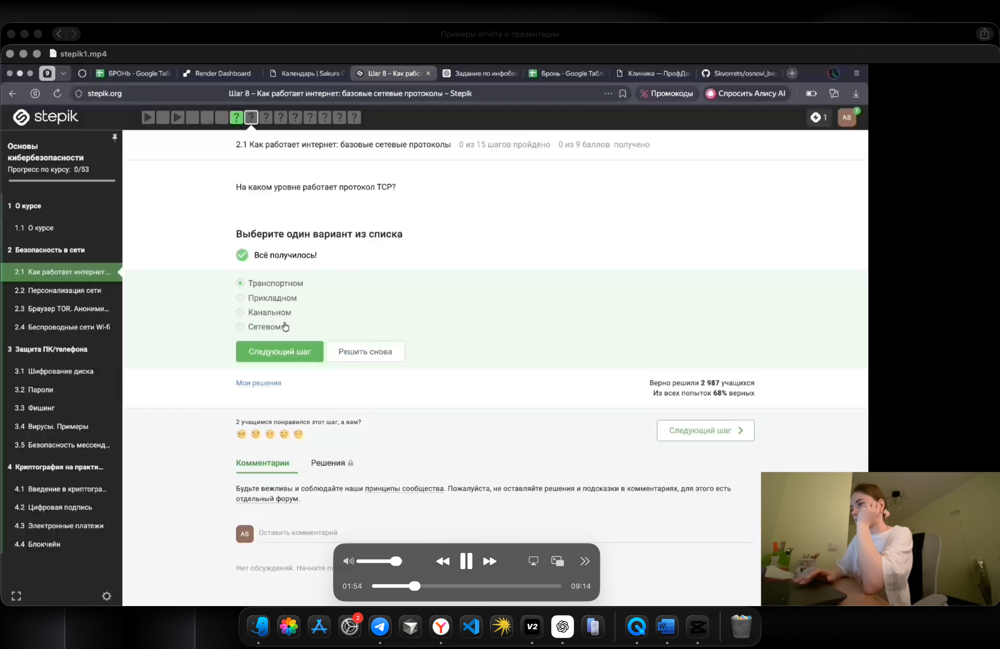 Примеры отчёта и презентации
stepik1.mp4
9
БРОНЬ - Google Таб
Render Dashboard
Календарь | Sakura
Шаг 8 – Как работ
Задание по инфобе
Бронь - Google Табл
Клиника — ПрофДе
Skvorrets/osnovi_be
stepik.org
Шаг 8 – Как работает интернет: базовые сетевые протоколы – Stepik
Промокоды
Спросить Алису AI
stepik
? ? ? ? ? ? ? ? ?
1
AS
1
Основы
кибербезопасности
Прогресс по курсу: 0/53
1 О курсе
1.1 О курсе
2 Безопасность в сети
2.1 Как работает интернет:...
2.2 Персонализация сети
2.3 Браузер TOR. Аноними...
2.4 Беспроводные сети Wi-fi
3 Защита ПК/телефона
3.1 Шифрование диска
3.2 Пароли
3.3 Фишинг
3.4 Вирусы. Примеры
3.5 Безопасность мессенд...
4 Криптография на практи...
4.1 Введение в криптогра...
4.2 Цифровая подпись
4.3 Электронные платежи
4.4 Блокчейн
2.1 Как работает интернет: базовые сетевые протоколы 0 из 15 шагов пройдено 0 из 9 баллов получено
На каком уровне работает протокол TCP?
Выберите один вариант из списка
Всё получилось!
Транспортном
Прикладном
Канальном
Сетевом
Следующий шаг
Решить снова
Мои решения
Верно решили 2 987 учащихся
Из всех попыток 68% верных
2 учащимся понравился этот шаг, а вам?
Следующий шаг
Комментарии
Решения
Будьте вежливы и соблюдайте наши принципы сообщества. Пожалуйста, не оставляйте решения и подсказки в комментариях, для этого есть
отдельный форум.
AS
Оставить комментарий
Нет обсуждений. Начните
01:54
09:14
2
V2
W